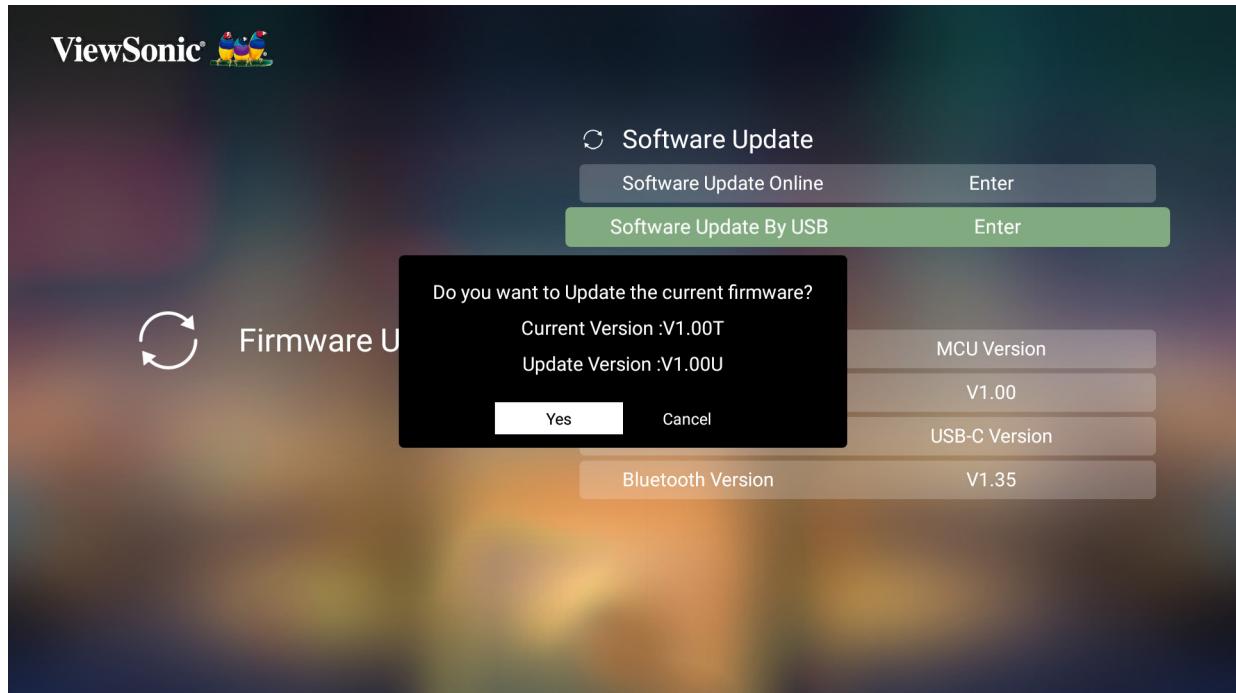 ViewSonic
Software Update
Software Update Online Enter
Software Update By USB Enter
Do you want to Update the current firmware?
Current Version :V1.00T
Update Version :V1.00U
Yes Cancel
Firmware U
MCU Version
V1.00
USB-C Version
Bluetooth Version V1.35